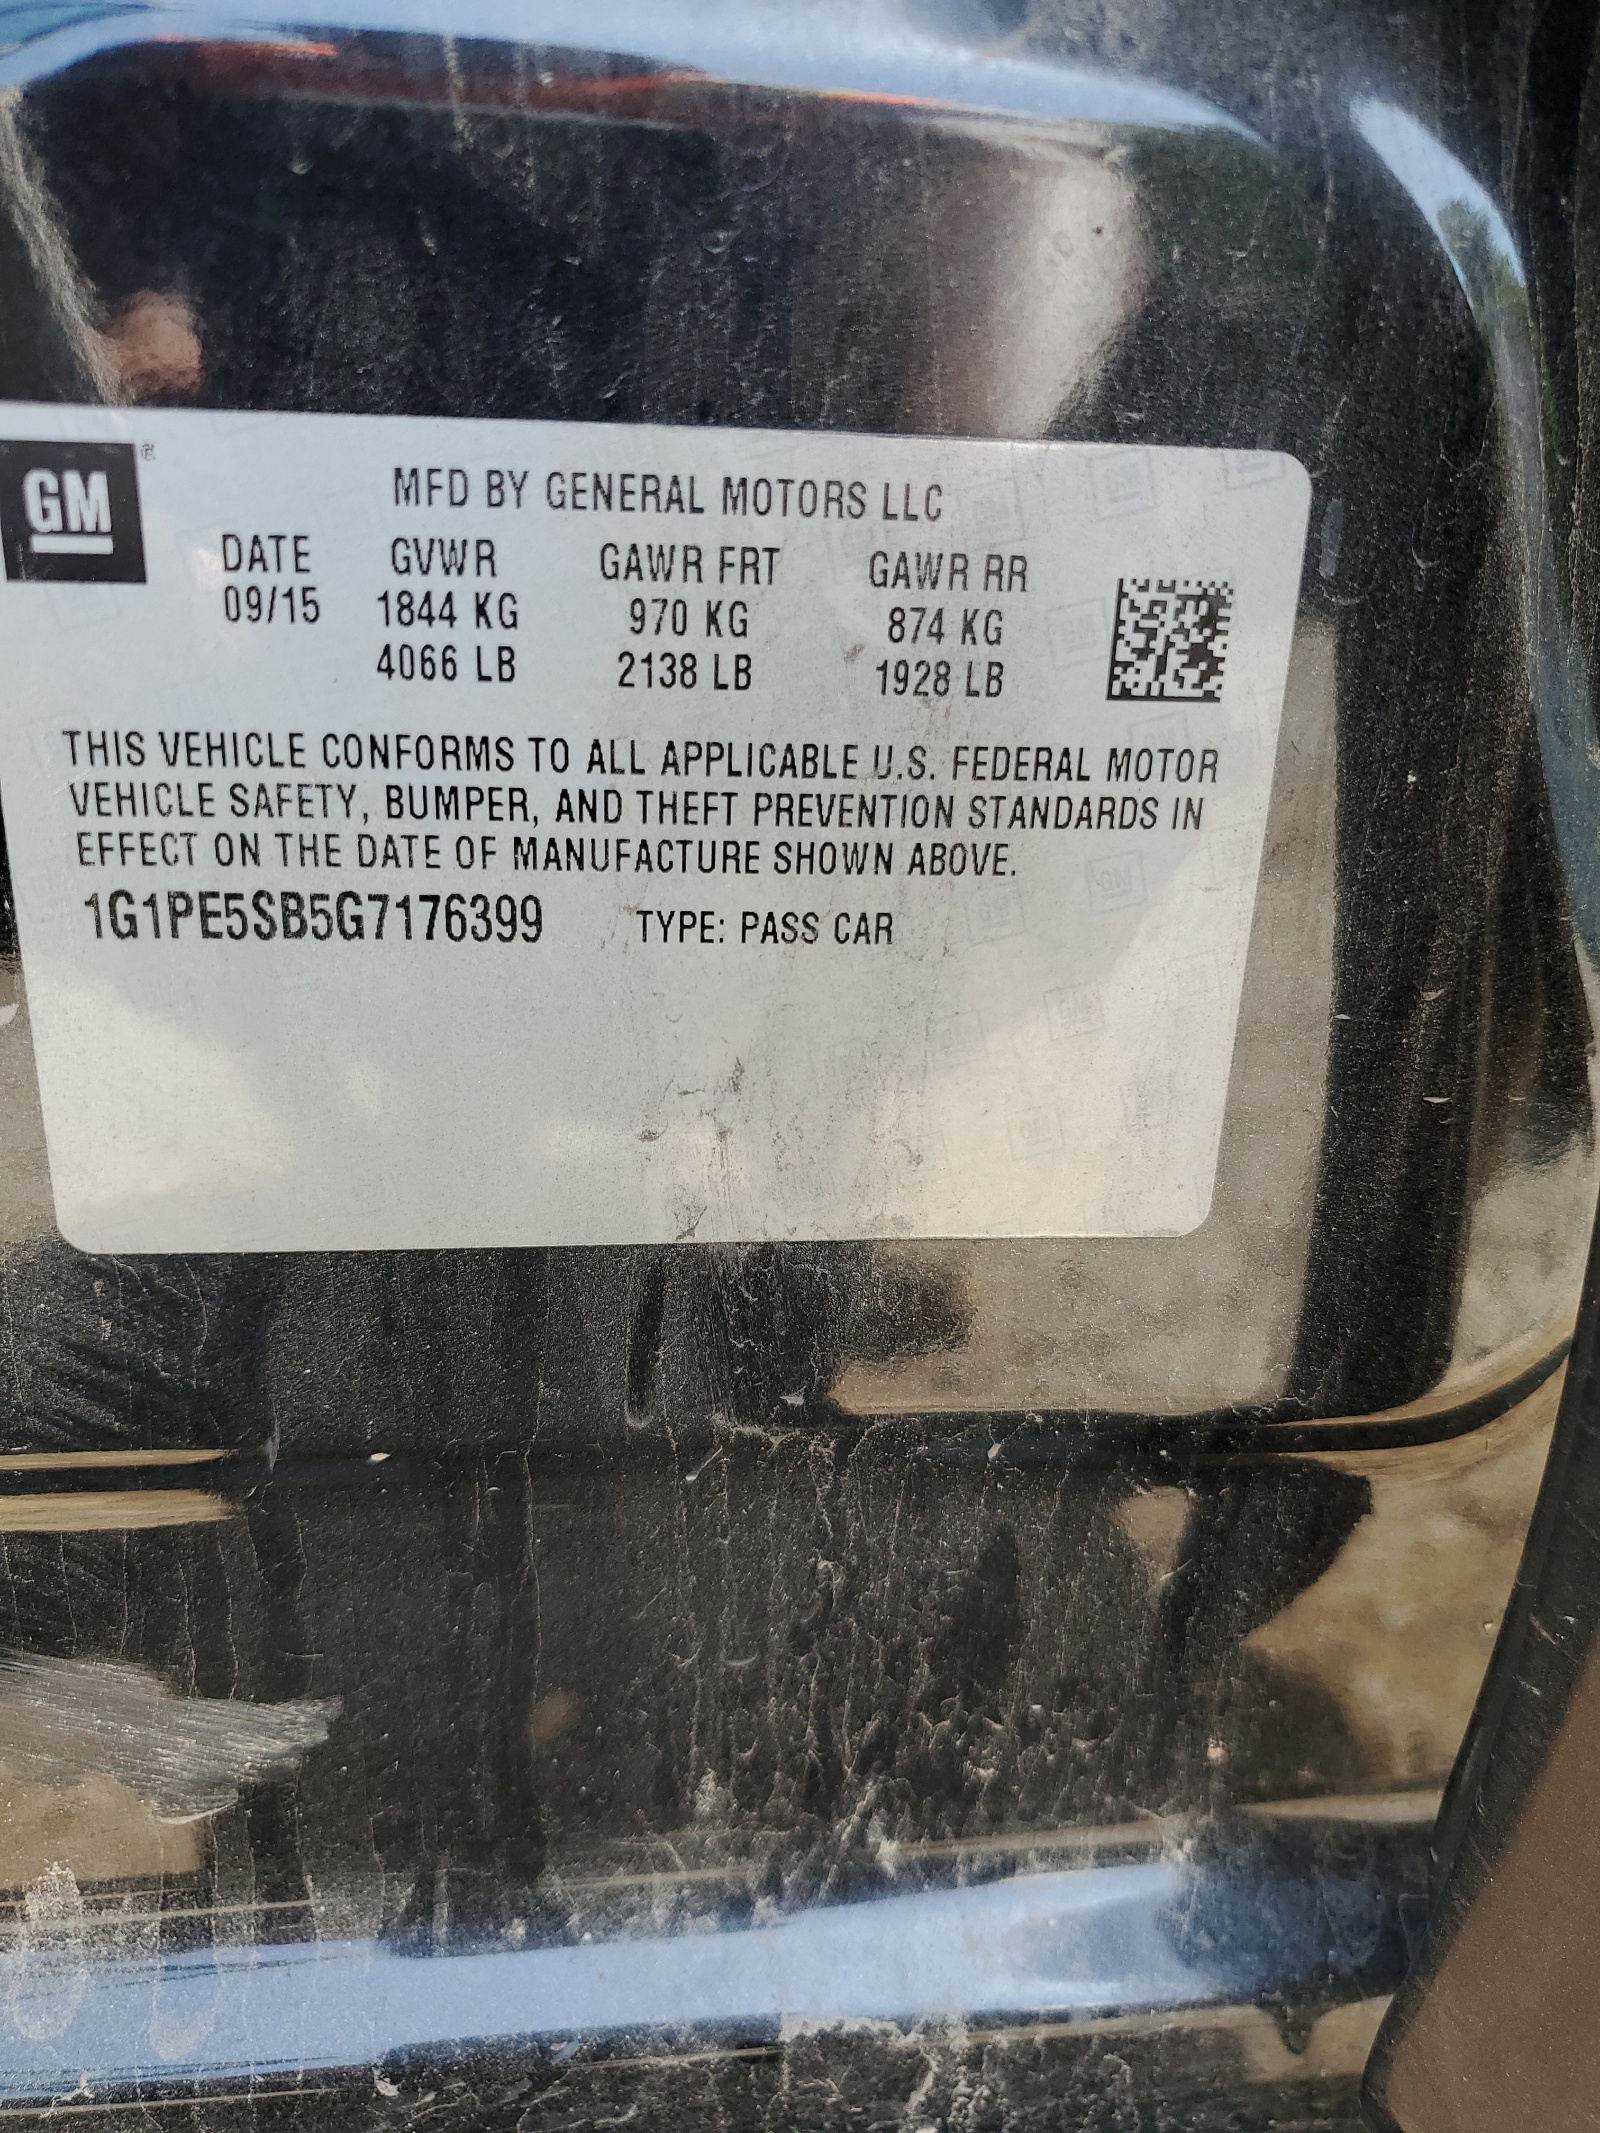 GM
MFD BY GENERAL MOTORS LLC
DATE GVWR GAWR FRT GAWR RR
09/15 1844 KG 970 KG 874 KG
4066 LB 2138 LB 1928 LB
THIS VEHICLE CONFORMS TO ALL APPLICABLE U.S. FEDERAL MOTOR
VEHICLE SAFETY, BUMPER, AND THEFT PREVENTION STANDARDS IN
EFFECT ON THE DATE OF MANUFACTURE SHOWN ABOVE.
1G1PE5SB5G7176399 TYPE: PASS CAR